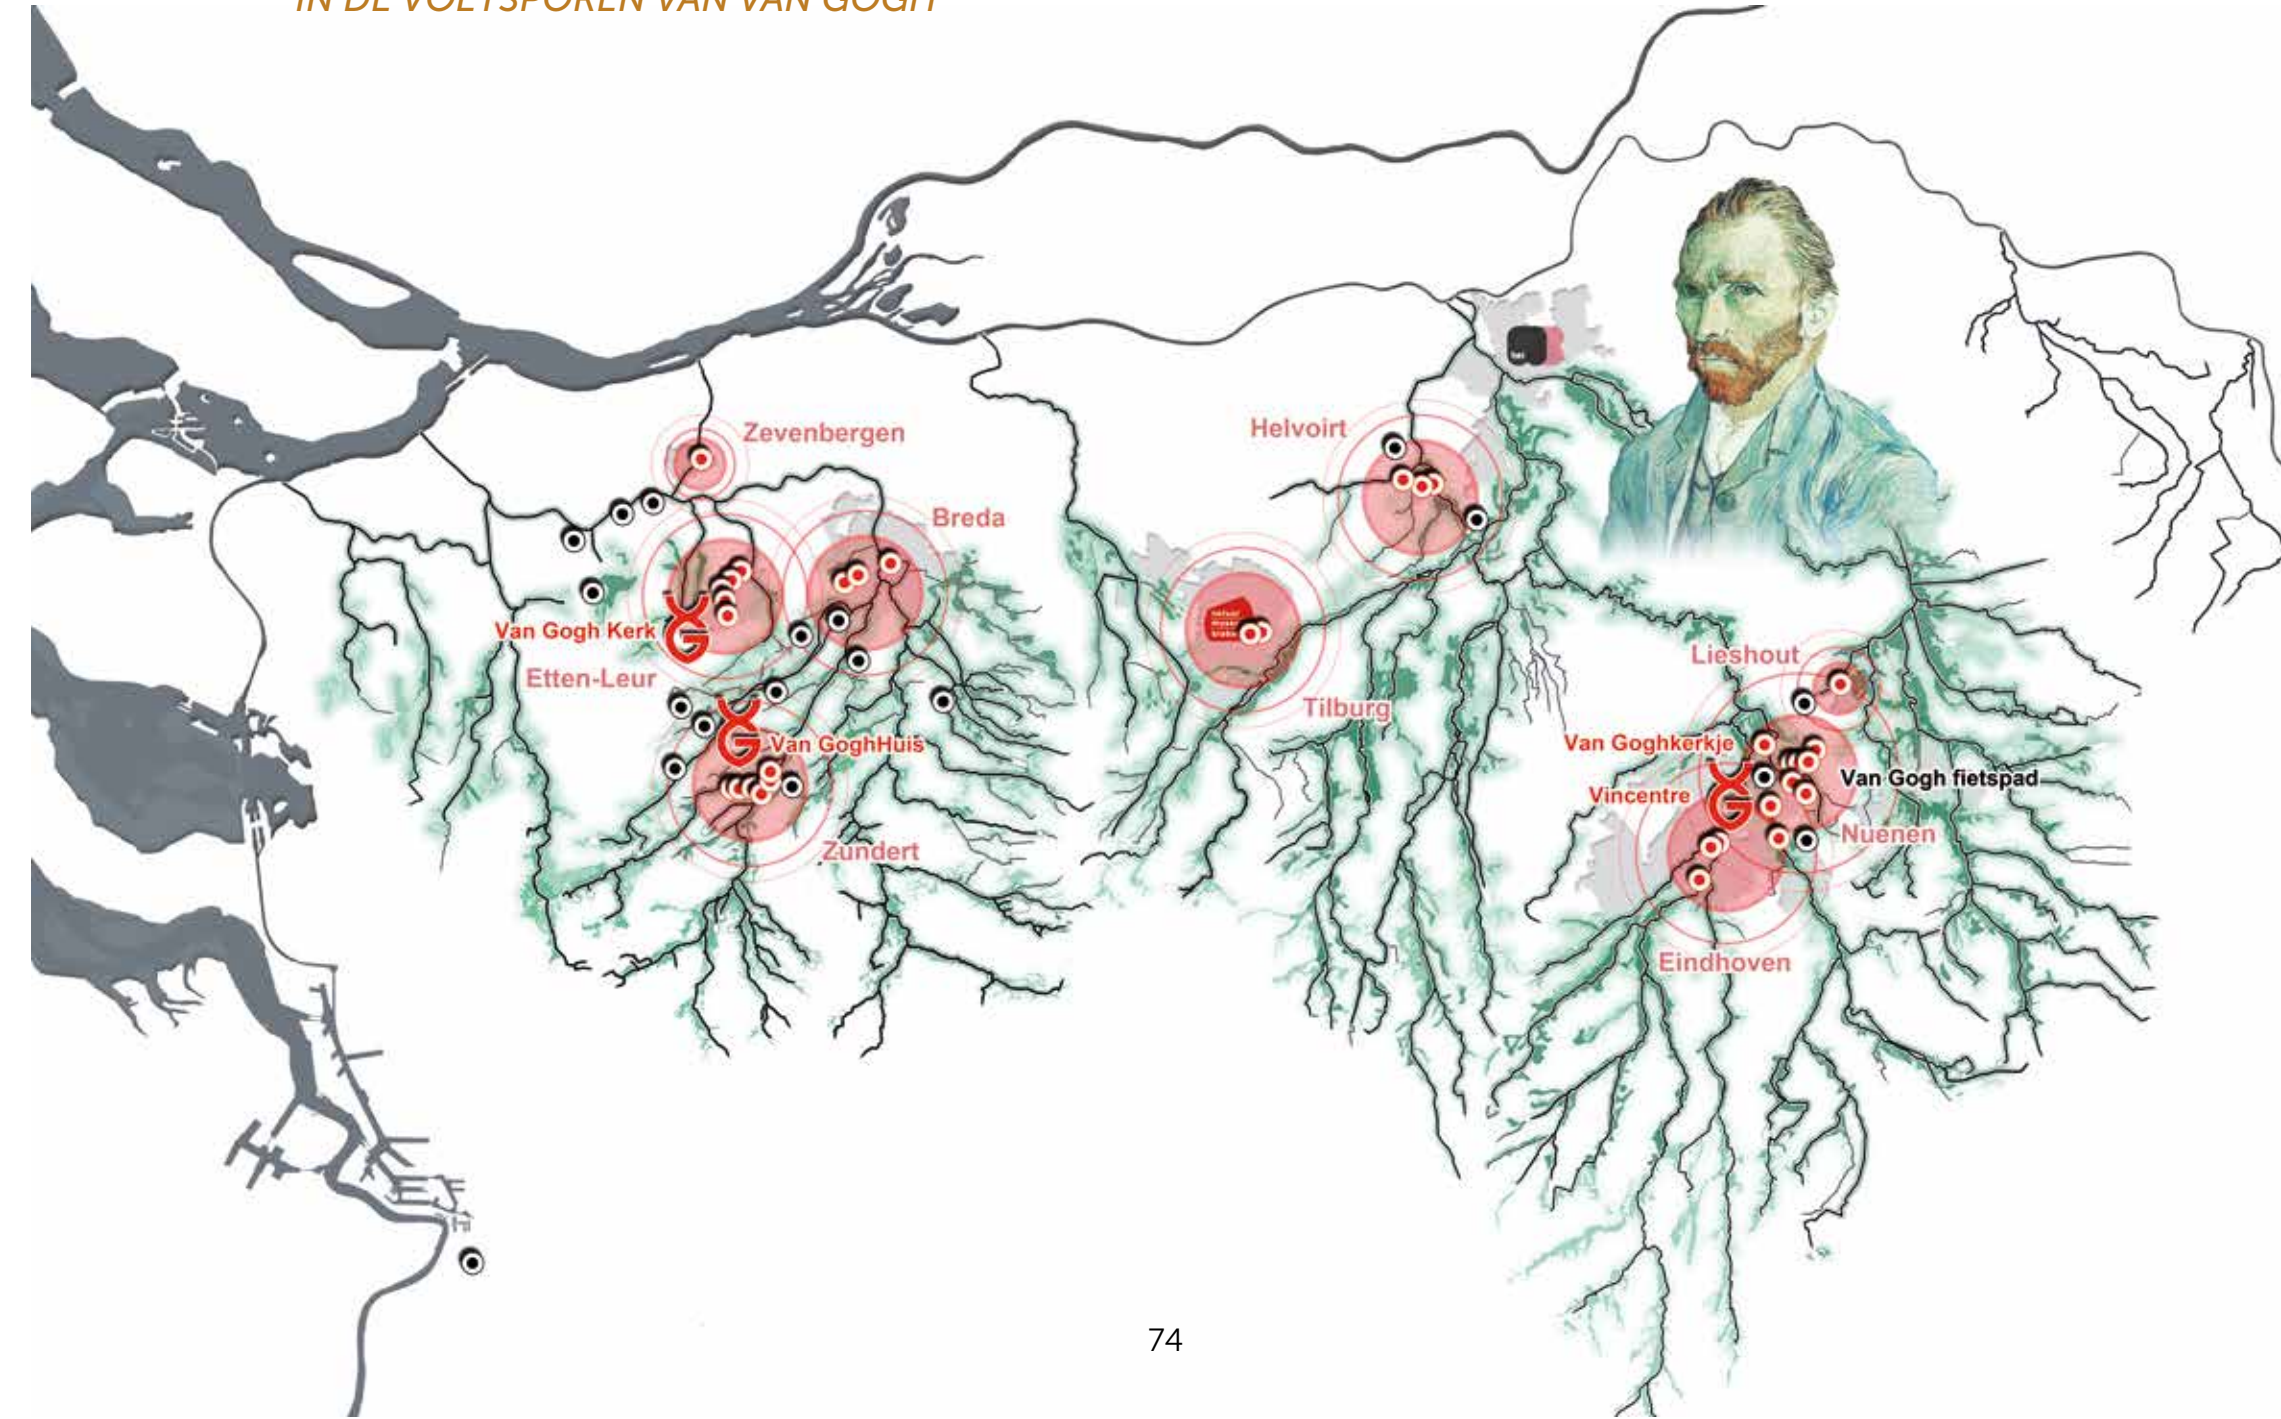 IN DE VOETSPOREN VAN VAN GOGH
Zevenbergen
Helvoirt
Breda
Van Gogh Kerk
Etten-Leur
Lieshout
Tilburg
Van GoghHuis
Van Goghkerkje
Van Gogh fietspad
Vincentre
Nuenen
Zundert
Eindhoven
74